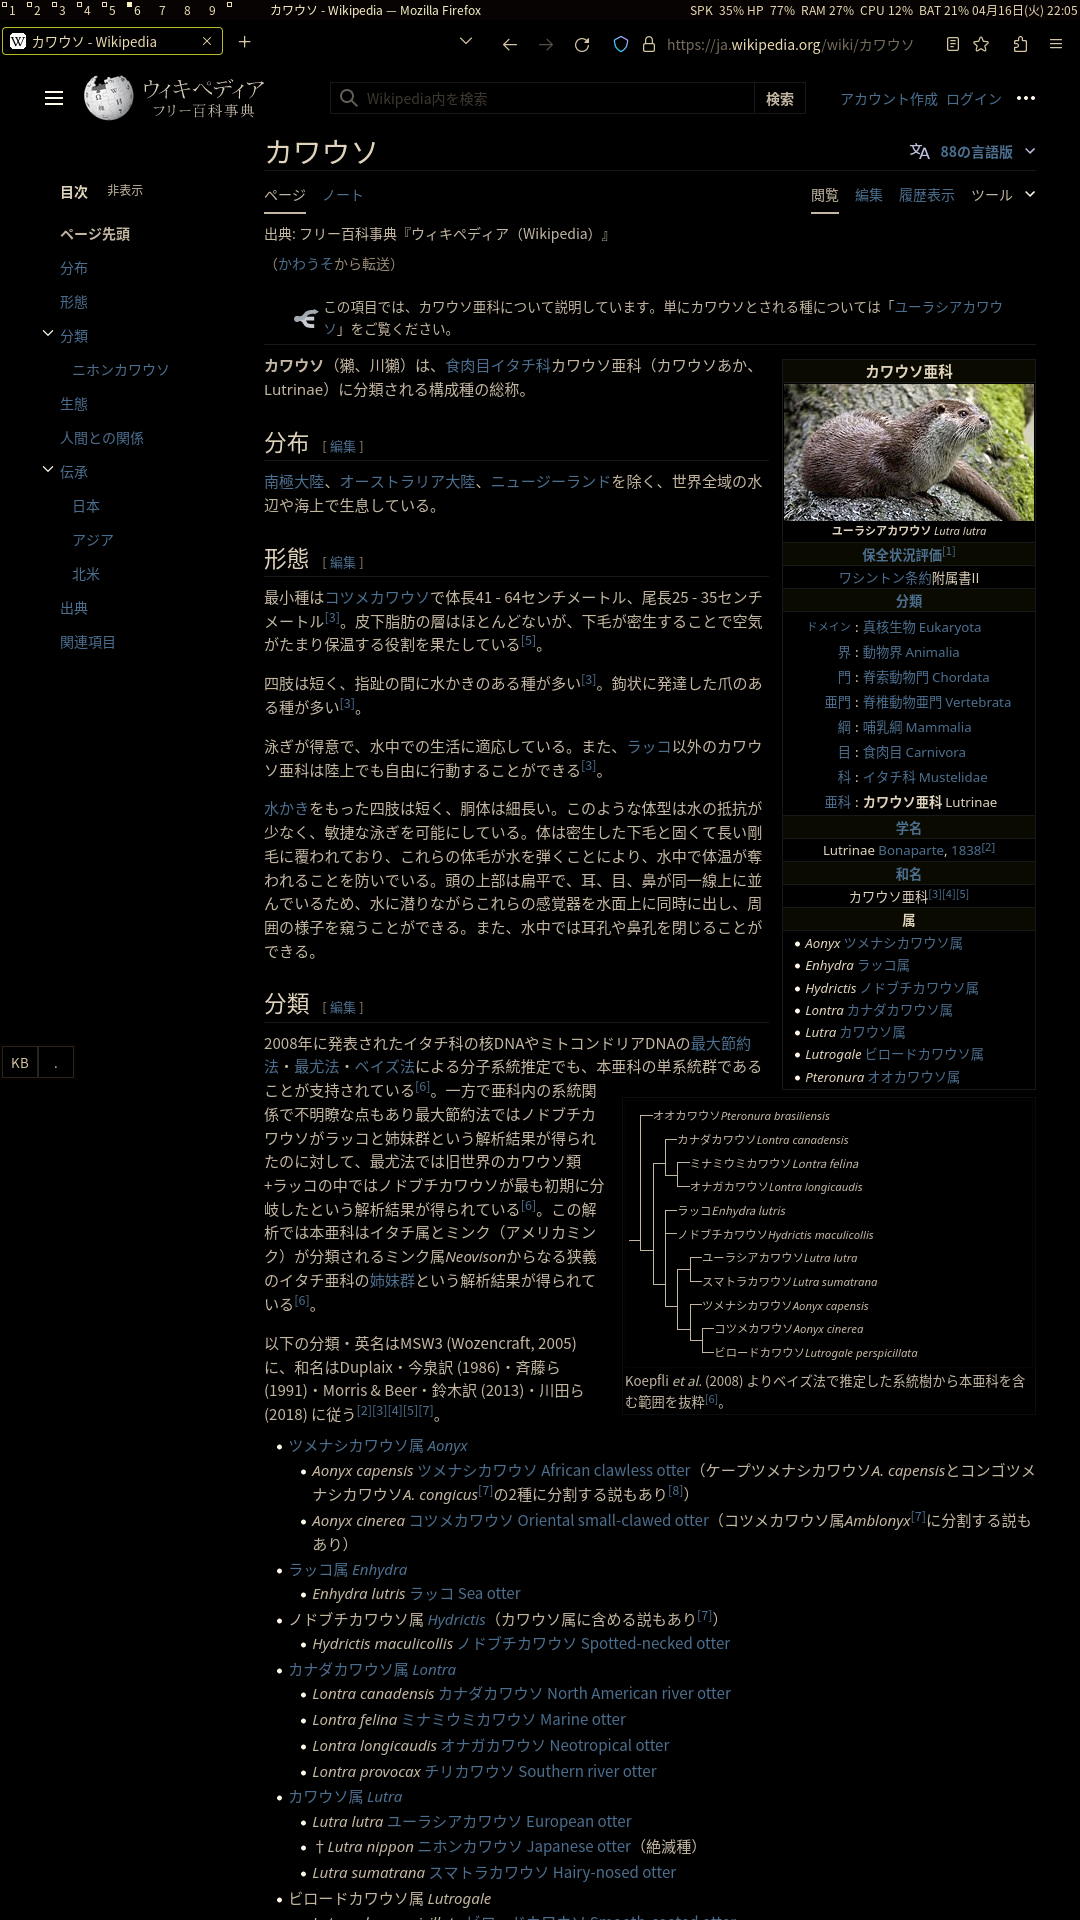 1 2 3 4 5 6 7 8 9 カワウソ - Wikipedia — Mozilla Firefox SPK 35% HP 77% RAM 27% CPU 12% BAT 21% 04月16日(火) 22:05
カワウソ - Wikipedia
https://ja.wikipedia.org/wiki/カワウソ
ウィキペディア
フリー百科事典
Wikipedia内を検索 検索
アカウント作成 ログイン
カワウソ
88の言語版
目次 非表示
ページ先頭
分布
形態
分類
ニホンカワウソ
生態
人間との関係
伝承
日本
アジア
北米
出典
関連項目
ページ ノート 閲覧 編集 履歴表示 ツール
出典: フリー百科事典『ウィキペディア（Wikipedia）』
（かわうそから転送）
この項目では、カワウソ亜科について説明しています。単にカワウソとされる種については「ユーラシアカワウ
ソ」をご覧ください。
カワウソ（獺、川獺）は、食肉目イタチ科カワウソ亜科（カワウソあか、
Lutrinae）に分類される構成種の総称。
分布 [ 編集 ]
南極大陸、オーストラリア大陸、ニュージーランドを除く、世界全域の水
辺や海上で生息している。
形態 [ 編集 ]
最小種はコツメカワウソで体長41 - 64センチメートル、尾長25 - 35センチ
メートル[3]。皮下脂肪の層はほとんどないが、下毛が密生することで空気
がたまり保温する役割を果たしている[5]。
四肢は短く、指趾の間に水かきのある種が多い[3]。鉤状に発達した爪のあ
る種が多い[3]。
泳ぎが得意で、水中での生活に適応している。また、ラッコ以外のカワウ
ソ亜科は陸上でも自由に行動することができる[3]。
水かきをもった四肢は短く、胴体は細長い。このような体型は水の抵抗が
少なく、敏捷な泳ぎを可能にしている。体は密生した下毛と固くて長い剛
毛に覆われており、これらの体毛が水を弾くことにより、水中で体温が奪
われることを防いでいる。頭の上部は扁平で、耳、目、鼻が同一線上に並
んでいるため、水に潜りながらこれらの感覚器を水面上に同時に出し、周
囲の様子を窺うことができる。また、水中では耳孔や鼻孔を閉じることが
できる。
カワウソ亜科
ユーラシアカワウソ Lutra lutra
保全状況評価[1]
ワシントン条約附属書II
分類
ドメイン : 真核生物 Eukaryota
界 : 動物界 Animalia
門 : 脊索動物門 Chordata
亜門 : 脊椎動物亜門 Vertebrata
綱 : 哺乳綱 Mammalia
目 : 食肉目 Carnivora
科 : イタチ科 Mustelidae
亜科 : カワウソ亜科 Lutrinae
学名
Lutrinae Bonaparte, 1838[2]
和名
カワウソ亜科[3][4][5]
属
• Aonyx ツメナシカワウソ属
• Enhydra ラッコ属
• Hydrictis ノドブチカワウソ属
• Lontra カナダカワウソ属
• Lutra カワウソ属
• Lutrogale ビロードカワウソ属
• Pteronura オオカワウソ属
分類 [ 編集 ]
2008年に発表されたイタチ科の核DNAやミトコンドリアDNAの最大節約
法・最尤法・ベイズ法による分子系統推定でも、本亜科の単系統群である
ことが支持されている[6]。一方で亜科内の系統関
係で不明瞭な点もあり最大節約法ではノドブチカ
ワウソがラッコと姉妹群という解析結果が得られ
たのに対して、最尤法では旧世界のカワウソ類
+ラッコの中ではノドブチカワウソが最も初期に分
岐したという解析結果が得られている[6]。この解
析では本亜科はイタチ属とミンク（アメリカミン
ク）が分類されるミンク属Neovisonからなる狭義
のイタチ亜科の姉妹群という解析結果が得られて
いる[6]。
KB .
オオカワウソPteronura brasiliensis
カナダカワウソLontra canadensis
ミナミウミカワウソLontra felina
オナガカワウソLontra longicaudis
ラッコEnhydra lutris
ノドブチカワウソHydrictis maculicollis
ユーラシアカワウソLutra lutra
スマトラカワウソLutra sumatrana
ツメナシカワウソAonyx capensis
コツメカワウソAonyx cinerea
ビロードカワウソLutrogale perspicillata
Koepfli et al. (2008) よりベイズ法で推定した系統樹から本亜科を含
む範囲を抜粋[6]。
以下の分類・英名はMSW3 (Wozencraft, 2005)
に、和名はDuplaix・今泉訳 (1986)・斉藤ら
(1991)・Morris & Beer・鈴木訳 (2013)・川田ら
(2018) に従う[2][3][4][5][7]。
• ツメナシカワウソ属 Aonyx
• Aonyx capensis ツメナシカワウソ African clawless otter（ケープツメナシカワウソA. capensisとコンゴツメ
ナシカワウソA. congicus[7]の2種に分割する説もあり[8]）
• Aonyx cinerea コツメカワウソ Oriental small-clawed otter（コツメカワウソ属Amblonyx[7]に分割する説も
あり）
• ラッコ属 Enhydra
• Enhydra lutris ラッコ Sea otter
• ノドブチカワウソ属 Hydrictis（カワウソ属に含める説もあり[7]）
• Hydrictis maculicollis ノドブチカワウソ Spotted-necked otter
• カナダカワウソ属 Lontra
• Lontra canadensis カナダカワウソ North American river otter
• Lontra felina ミナミウミカワウソ Marine otter
• Lontra longicaudis オナガカワウソ Neotropical otter
• Lontra provocax チリカワウソ Southern river otter
• カワウソ属 Lutra
• Lutra lutra ユーラシアカワウソ European otter
• †Lutra nippon ニホンカワウソ Japanese otter（絶滅種）
• Lutra sumatrana スマトラカワウソ Hairy-nosed otter
• ビロードカワウソ属 Lutrogale